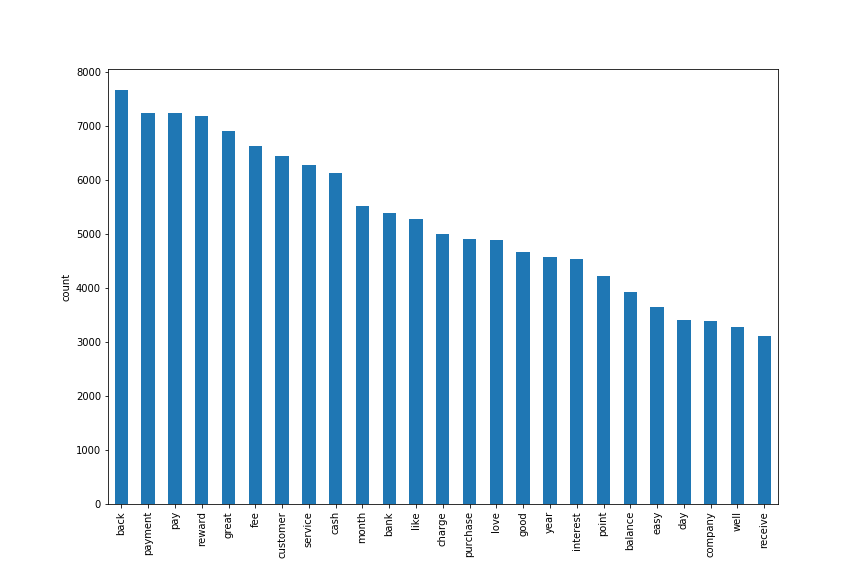 8000
7000
6000
5000
4000
3000
2000
1000
0
count
back
payment
pay
reward
great
fee
customer
service
cash
month
bank
like
charge
purchase
love
good
year
interest
point
balance
easy
day
company
well
receive